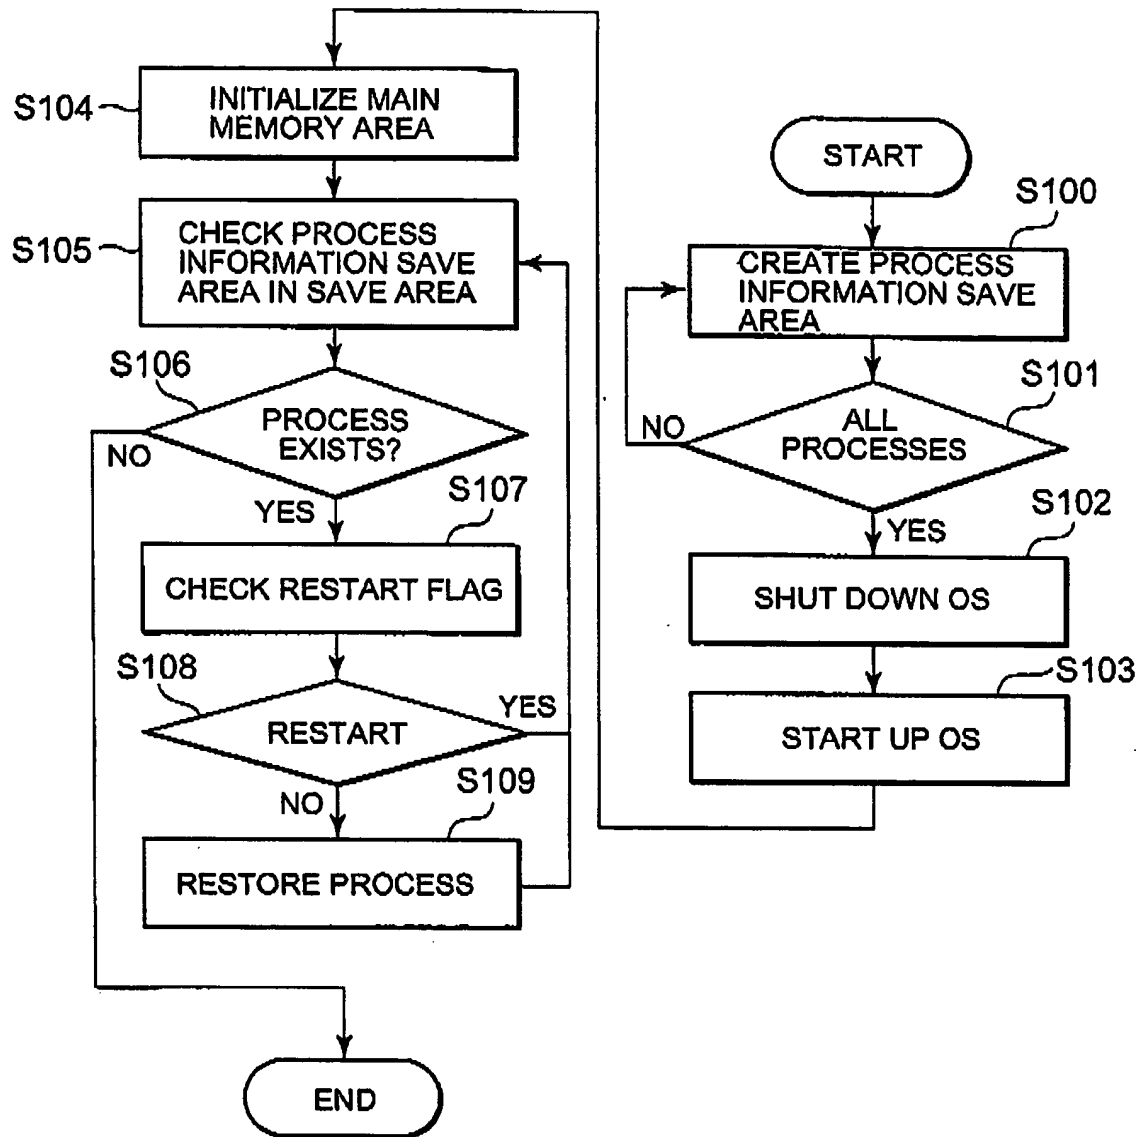 START
S100
CREATE PROCESS
INFORMATION SAVE
AREA
S101
ALL
PROCESSES
NO
YES
S102
SHUT DOWN OS
S103
START UP OS
S104
INITIALIZE MAIN
MEMORY AREA
S105
CHECK PROCESS
INFORMATION SAVE
AREA IN SAVE AREA
S106
PROCESS
EXISTS?
NO
YES
S107
CHECK RESTART FLAG
S108
RESTART
YES
NO
S109
RESTORE PROCESS
END